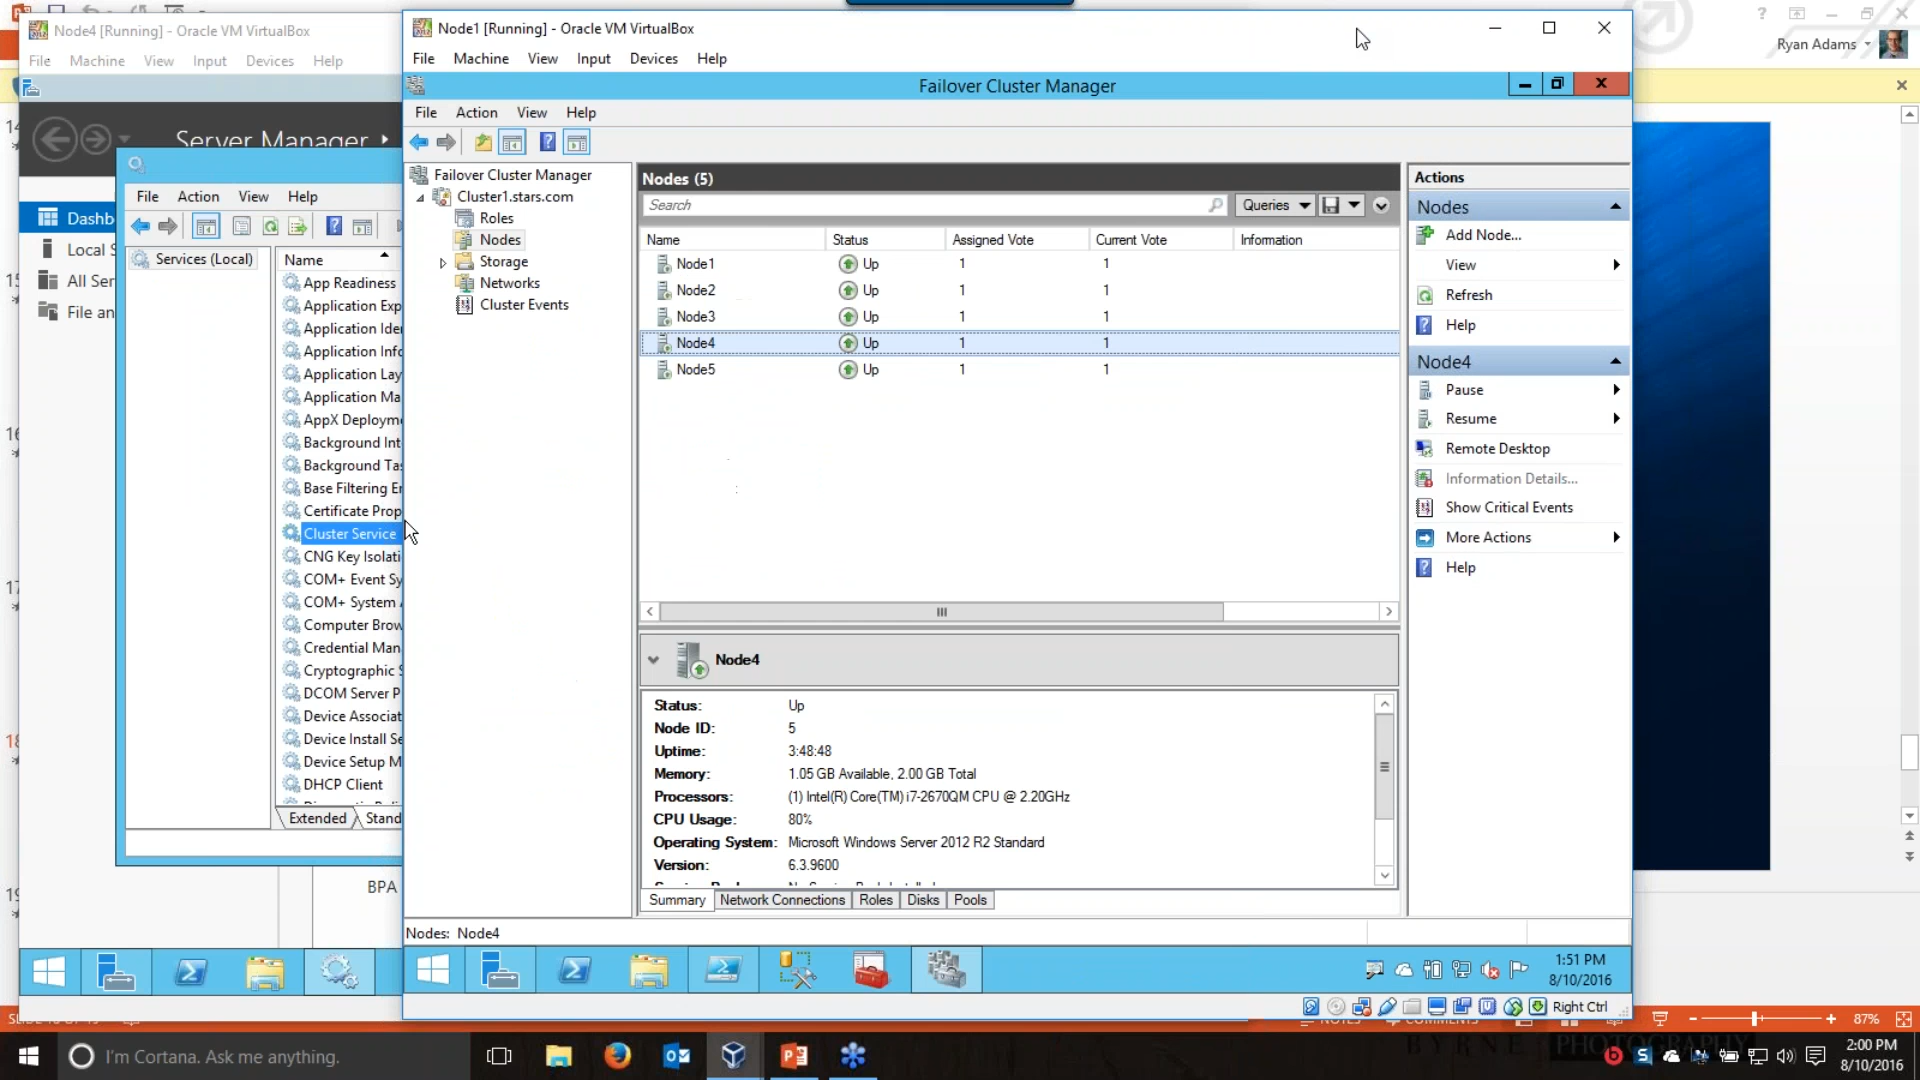 Node4 [Running] - Oracle VM VirtualBox
File Machine View Input Devices Help
Server Manager
Dashb
Local S
All Ser
File an
File Action View Help
Services (Local)
Name
App Readiness
Application Exp
Application Ide
Application Info
Application Lay
Application Ma
AppX Deployme
Background Int
Background Tas
Base Filtering En
Certificate Prop
Cluster Service
CNG Key Isolati
COM+ Event Sy
COM+ System A
Computer Brow
Credential Man
Cryptographic S
DCOM Server P
Device Associat
Device Install Se
Device Setup M
DHCP Client
Extended Stand
BPA
Node1 [Running] - Oracle VM VirtualBox
File Machine View Input Devices Help
Failover Cluster Manager
File Action View Help
Failover Cluster Manager
Cluster1.stars.com
Roles
Nodes
Storage
Networks
Cluster Events
Nodes (5)
Search
Queries
Name Status Assigned Vote Current Vote Information
Node1 Up 1 1
Node2 Up 1 1
Node3 Up 1 1
Node4 Up 1 1
Node5 Up 1 1
Node4
Status: Up
Node ID: 5
Uptime: 3:48:48
Memory: 1.05 GB Available, 2.00 GB Total
Processors: (1) Intel(R) Core(TM) i7-2670QM CPU @ 2.20GHz
CPU Usage: 80%
Operating System: Microsoft Windows Server 2012 R2 Standard
Version: 6.3.9600
Summary Network Connections Roles Disks Pools
Nodes: Node4
Actions
Nodes
Add Node...
View
Refresh
Help
Node4
Pause
Resume
Remote Desktop
Information Details...
Show Critical Events
More Actions
Help
1:51 PM
8/10/2016
Right Ctrl
Ryan Adams
87%
I'm Cortana. Ask me anything.
2:00 PM
8/10/2016